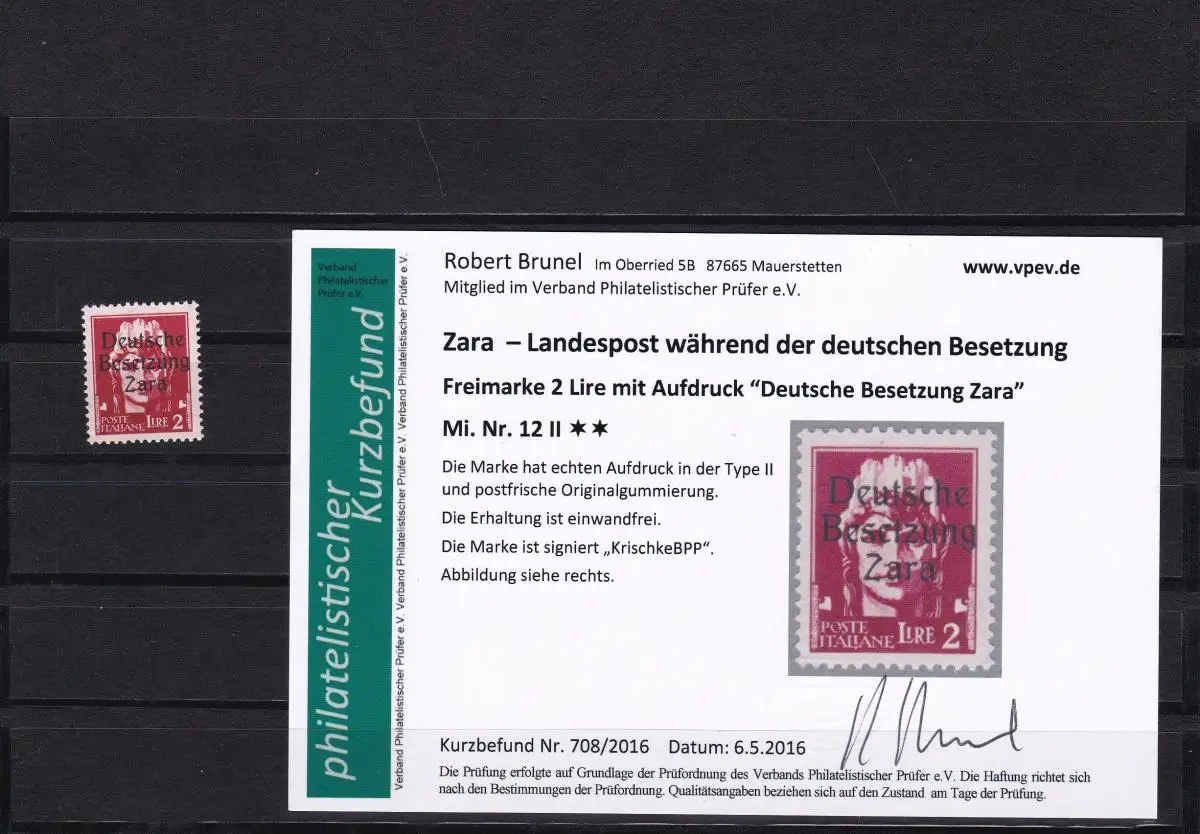 Deutsche
Besetzung
Zara
POSTE
ITALIANE LIRE 2
Verband
Philatelistischer
Prüfer e.V.
philatelistischer
Kurzbefund
Verband Philatelistischer Prüfer e.V. Verband Philatelistischer Prüfer e.V. Verband Philatelistischer Prüfer e.V.
Robert Brunel Im Oberried 5B 87665 Mauerstetten
www.vpev.de
Mitglied im Verband Philatelistischer Prüfer e.V.
Zara – Landespost während der deutschen Besetzung
Freimarke 2 Lire mit Aufdruck “Deutsche Besetzung Zara”
Mi. Nr. 12 II ✶✶
Die Marke hat echten Aufdruck in der Type II
und postfrische Originalgummierung.
Die Erhaltung ist einwandfrei.
Die Marke ist signiert „KrischkeBPP“.
Abbildung siehe rechts.
Deutsche
Besetzung
Zara
POSTE
ITALIANE LIRE 2
Kurzbefund Nr. 708/2016 Datum: 6.5.2016
Die Prüfung erfolgte auf Grundlage der Prüfordnung des Verbands Philatelistischer Prüfer e.V. Die Haftung richtet sich
nach den Bestimmungen der Prüfordnung. Qualitätsangaben beziehen sich auf den Zustand am Tage der Prüfung.